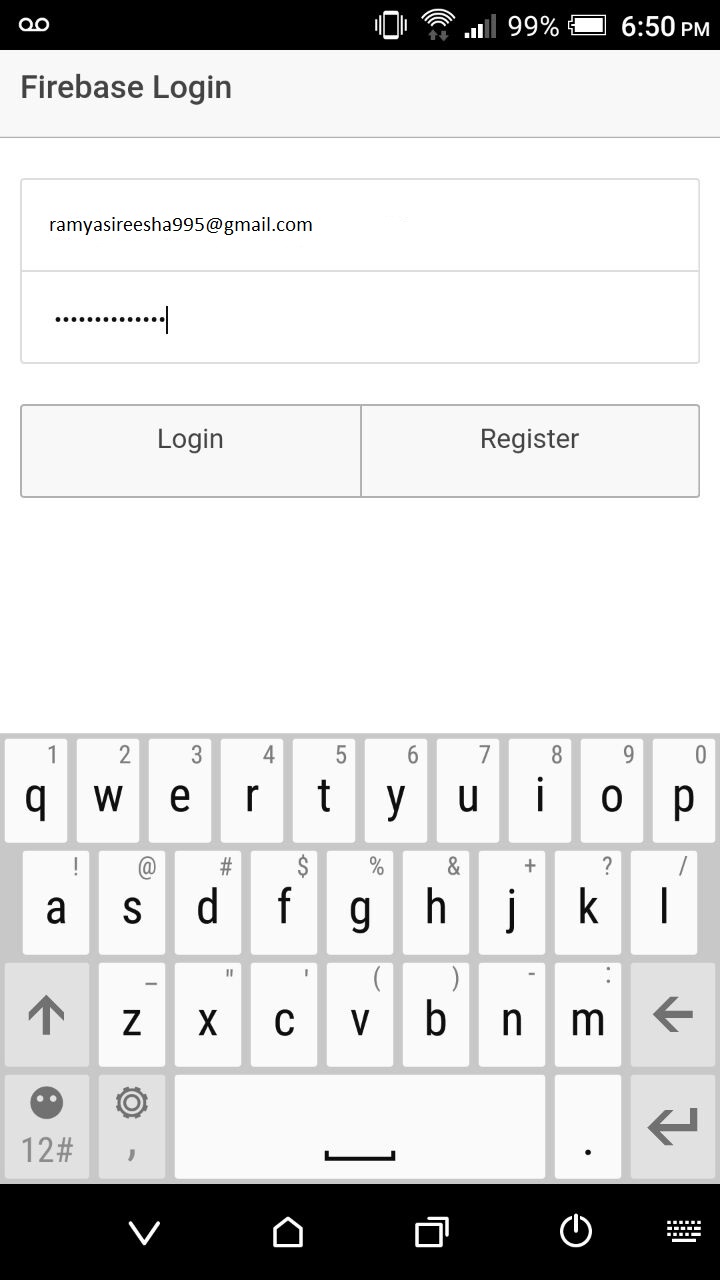 99% 6:50 PM
Firebase Login
ramyasireesha995@gmail.com
••••••••••••••
Login Register
1 2 3 4 5 6 7 8 9 0
q w e r t y u i o p
! @ # $ % & + ? /
a s d f g h j k l
_ " ' ( ) - :
z x c v b n m
12# , .